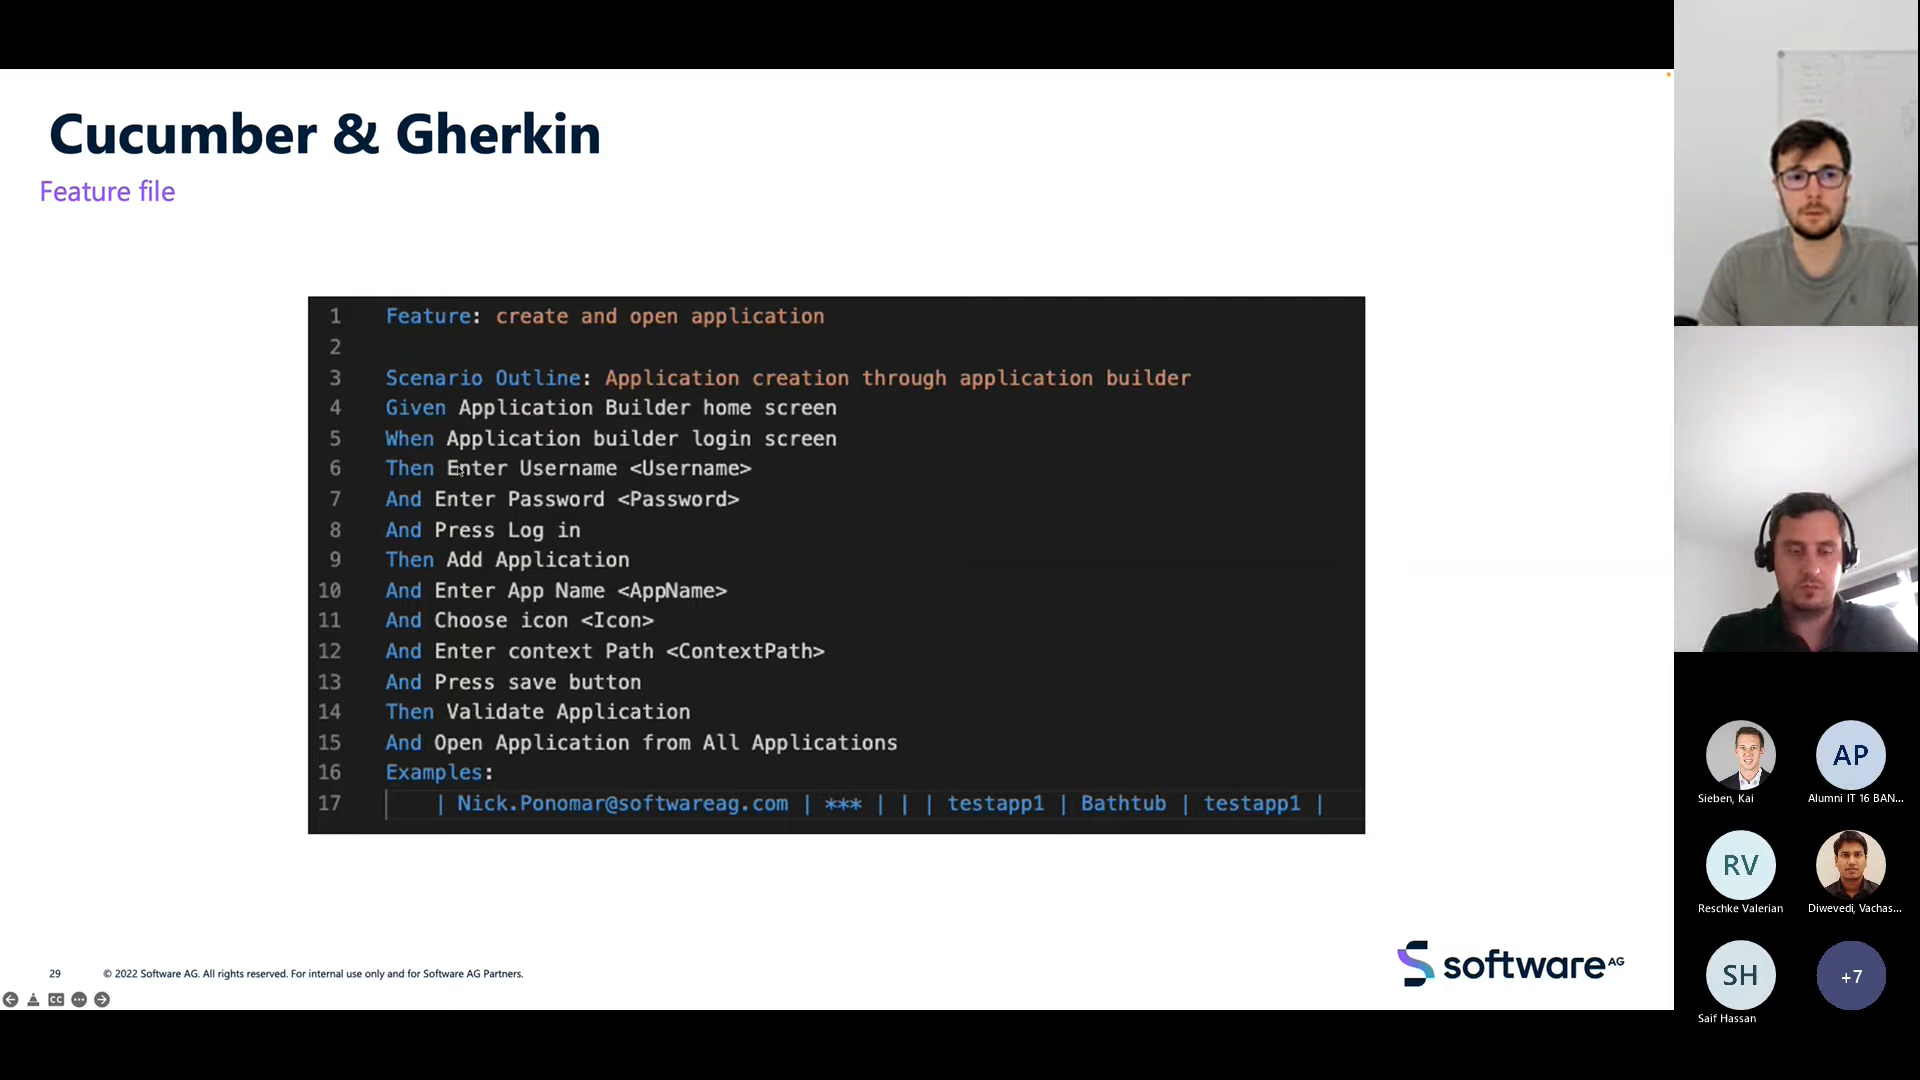 Cucumber & Gherkin
Feature file
1 Feature: create and open application
2
3 Scenario Outline: Application creation through application builder
4 Given Application Builder home screen
5 When Application builder login screen
6 Then Enter Username <Username>
7 And Enter Password <Password>
8 And Press Log in
9 Then Add Application
10 And Enter App Name <AppName>
11 And Choose icon <Icon>
12 And Enter context Path <ContextPath>
13 And Press save button
14 Then Validate Application
15 And Open Application from All Applications
16 Examples:
17 | Nick.Ponomar@softwareag.com | *** | | | testapp1 | Bathtub | testapp1 |
29 © 2022 Software AG. All rights reserved. For internal use only and for Software AG Partners.
software AG
CC
AP
Sieben, Kai
Alumni IT 16 BAN...
RV
Reschke Valerian
Diwevedi, Vachas...
SH
+7
Saif Hassan